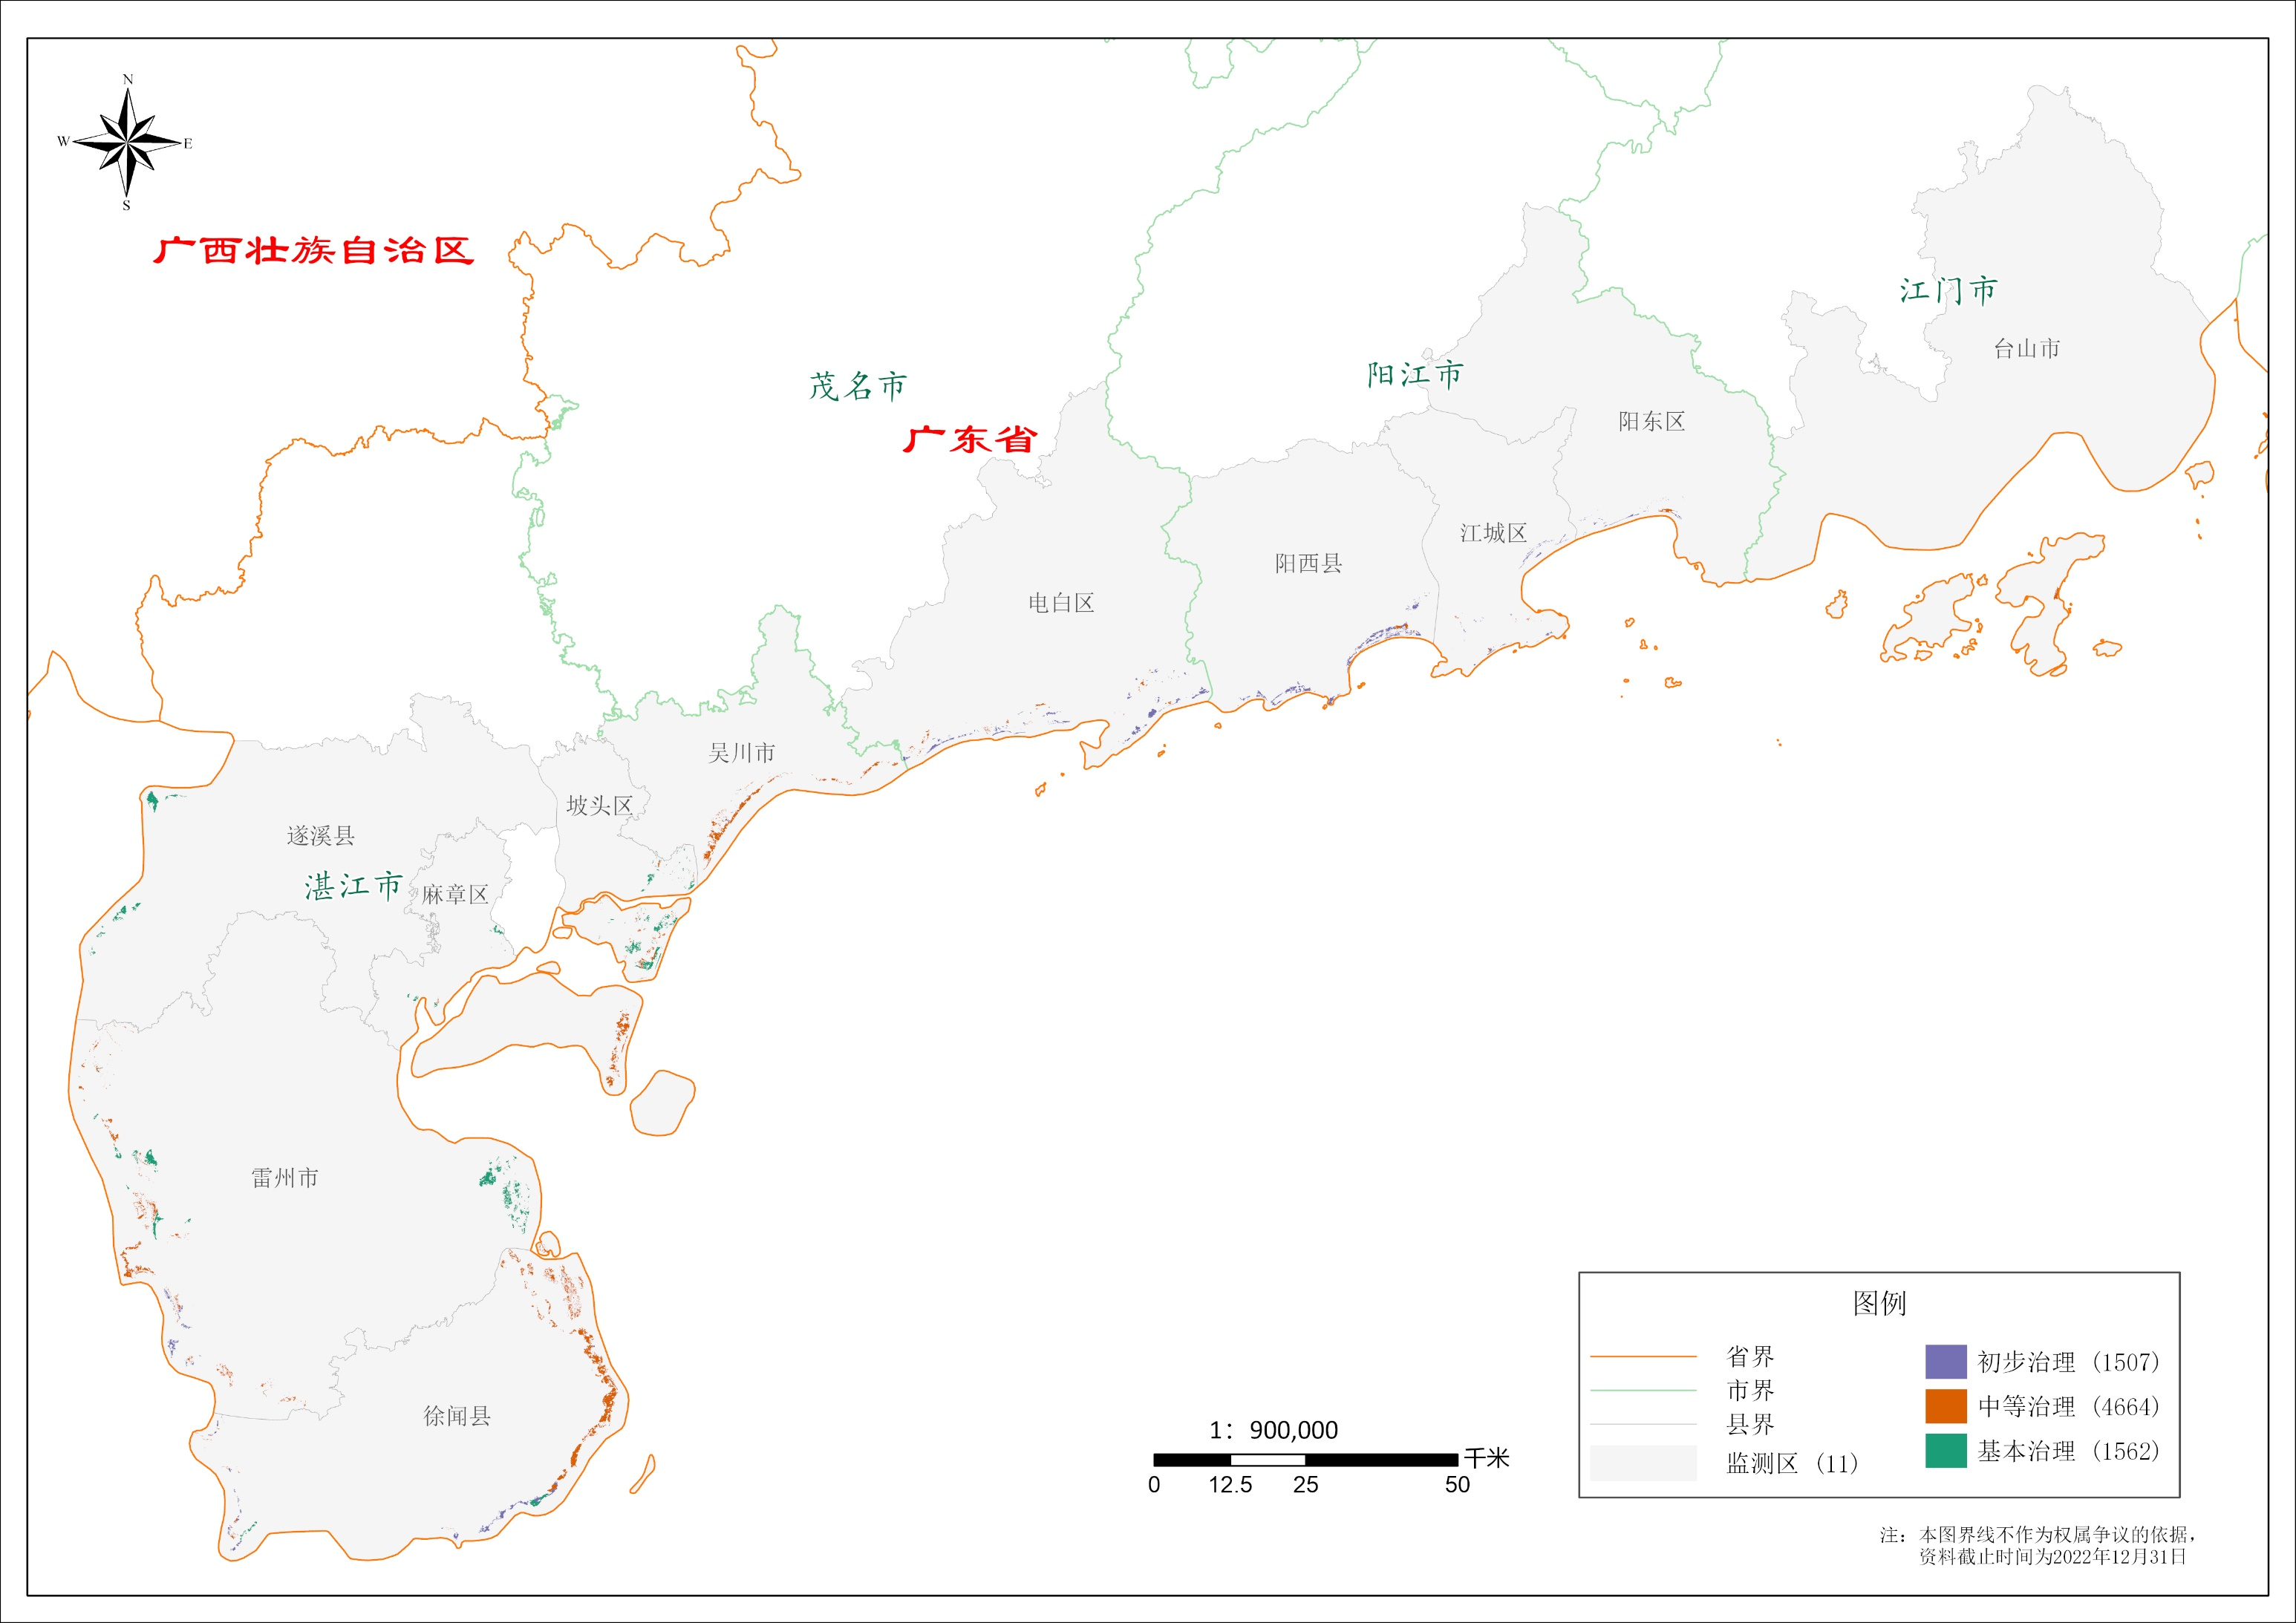 N
W
E
S
广西壮族自治区
江门市
台山市
茂名市
阳江市
广东省
阳东区
江城区
阳西县
电白区
吴川市
坡头区
遂溪县
湛江市
麻章区
雷州市
徐闻县
图例
省界
市界
县界
监测区 (11)
初步治理 (1507)
中等治理 (4664)
基本治理 (1562)
1：900,000
千米
0 12.5 25 50
注：本图界线不作为权属争议的依据，
资料截止时间为2022年12月31日